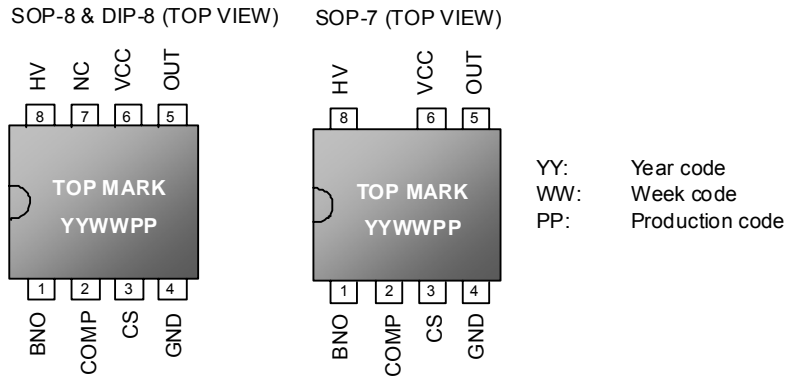 SOP-8 & DIP-8 (TOP VIEW)
HV NC VCC OUT
8 7 6 5
TOP MARK
YYWWPP
1 2 3 4
BNO COMP CS GND
SOP-7 (TOP VIEW)
HV VCC OUT
8 6 5
TOP MARK
YYWWPP
1 2 3 4
BNO COMP CS GND
YY: Year code
WW: Week code
PP: Production code